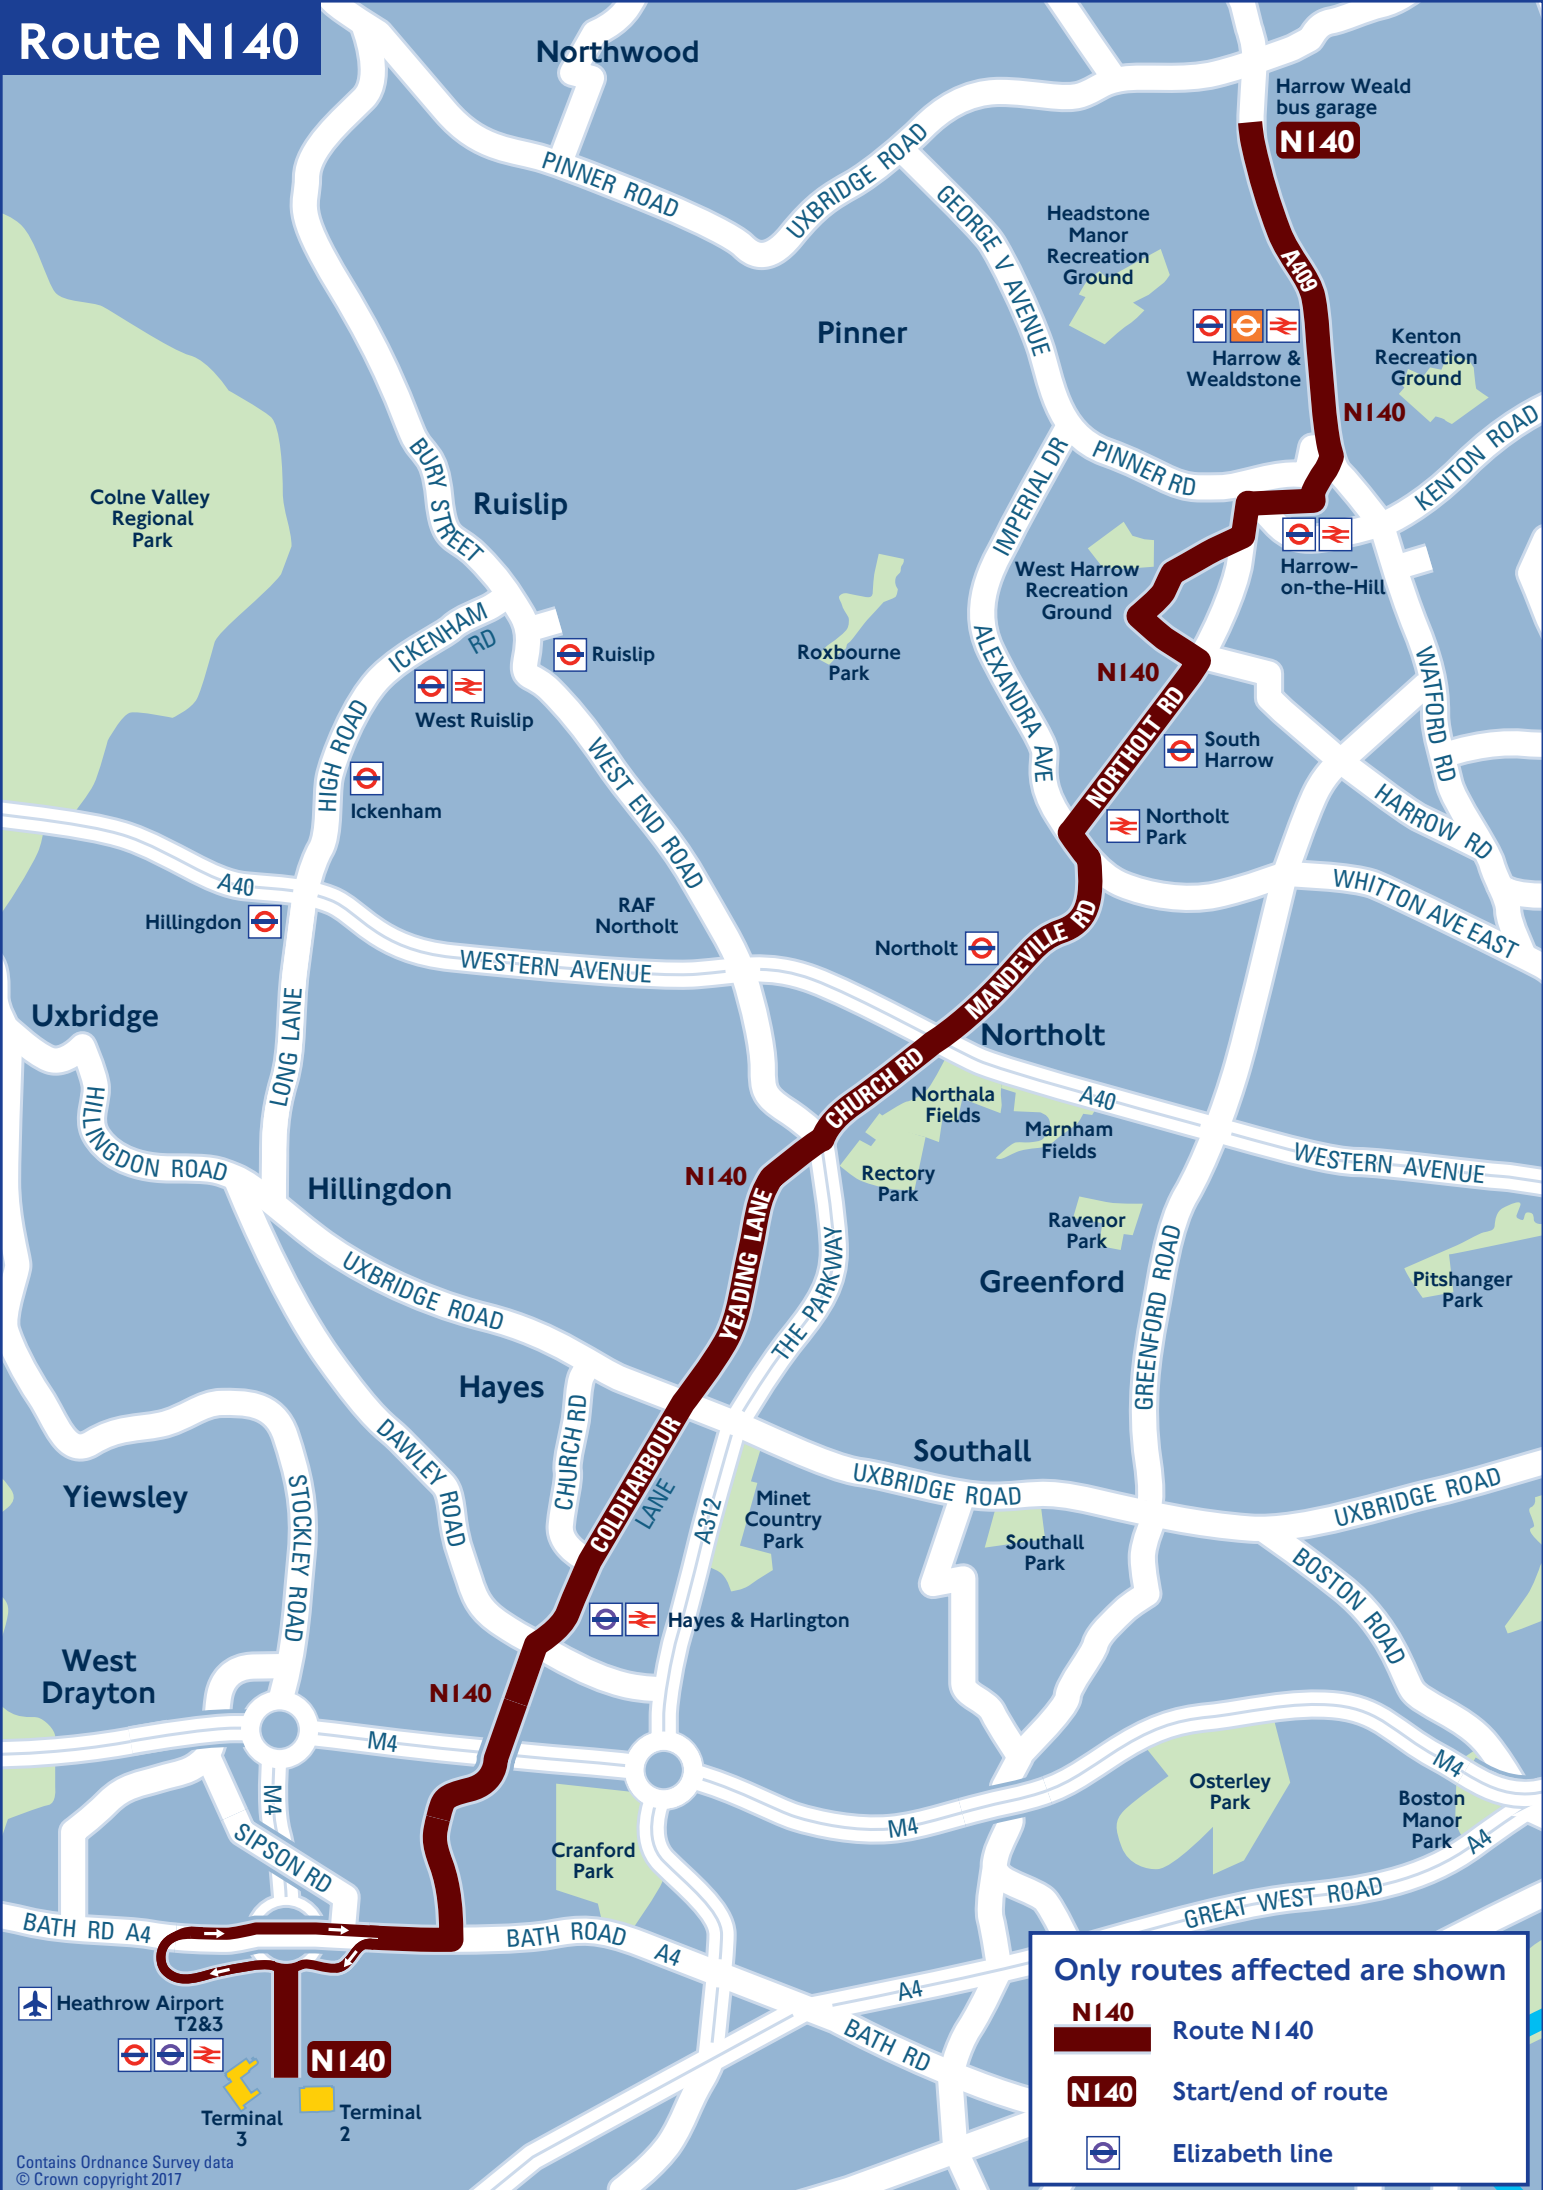 Route N140
Northwood
Harrow Weald
bus garage
N140
PINNER ROAD
UXBRIDGE ROAD
GEORGE V AVENUE
Headstone
Manor
Recreation
Ground
A409
Pinner
Harrow &
Wealdstone
Kenton
Recreation
Ground
N140
KENTON ROAD
PINNER RD
IMPERIAL DR
BURY STREET
Ruislip
Colne Valley
Regional
Park
West Harrow
Recreation
Ground
Harrow-
on-the-Hill
ICKENHAM
RD
Ruislip
West Ruislip
Roxbourne
Park
ALEXANDRA AVE
N140
NORTHOLT RD
WATFORD RD
South
Harrow
HIGH ROAD
Ickenham
WEST END ROAD
Northolt
Park
HARROW RD
WHITTON AVE EAST
A40
Hillingdon
RAF
Northolt
WESTERN AVENUE
Northolt
MANDEVILLE RD
Uxbridge
LONG LANE
Northolt
CHURCH RD
HILLINGDON ROAD
Northala
Fields
A40
Marnham
Fields
WESTERN AVENUE
N140
Rectory
Park
Hillingdon
YEADING LANE
Ravenor
Park
THE PARKWAY
GREENFORD ROAD
UXBRIDGE ROAD
Greenford
Pitshanger
Park
Hayes
CHURCH RD
DAWLEY ROAD
COLDHARBOUR
LANE
Southall
UXBRIDGE ROAD
UXBRIDGE ROAD
Yiewsley
STOCKLEY ROAD
A312
Minet
Country
Park
Southall
Park
BOSTON ROAD
Hayes & Harlington
West
Drayton
N140
M4
M4
M4
M4
Osterley
Park
Boston
Manor
Park
A4
SIPSON RD
Cranford
Park
GREAT WEST ROAD
BATH RD A4
BATH ROAD
A4
A4
BATH RD
Heathrow Airport
T2&3
N140
Terminal
3
Terminal
2
Only routes affected are shown
N140
Route N140
N140
Start/end of route
Elizabeth line
Contains Ordnance Survey data
© Crown copyright 2017